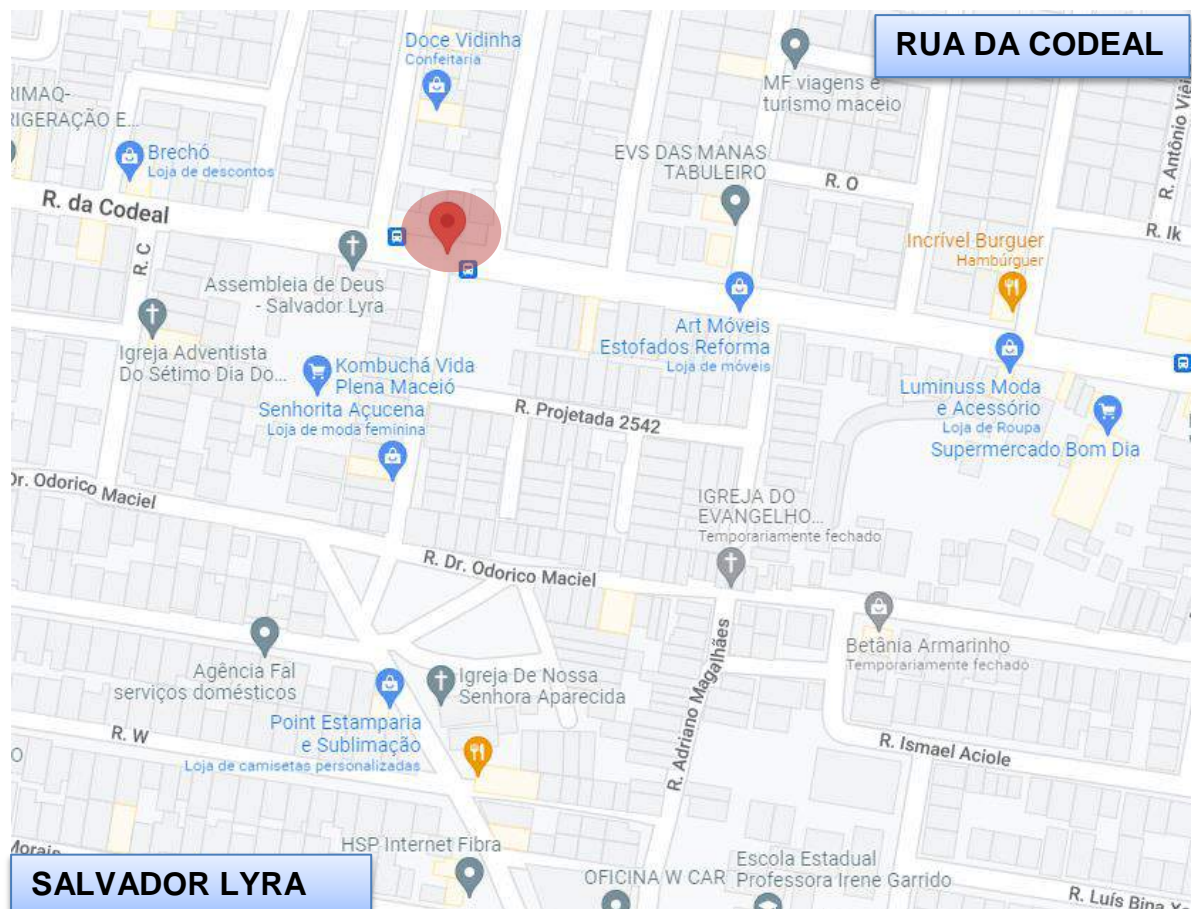 RUA DA CODEAL
Doce Vidinha
Confeitaria
MF viagens e
turismo maceio
RIMAQ-
RIGERAÇÃO E...
Brechó
Loja de descontos
EVS DAS MANAS
TABULEIRO
R. O
R. Antônio Viei
R. da Codeal
R. C
R. Ik
Incrível Burguer
Hambúrguer
Assembleia de Deus
- Salvador Lyra
Art Móveis
Estofados Reforma
Loja de móveis
Igreja Adventista
Do Sétimo Dia Do...
Kombuchá Vida
Plena Maceió
Luminuss Moda
e Acessório
Loja de Roupa
Senhorita Açucena
Loja de moda feminina
R. Projetada 2542
Supermercado Bom Dia
Dr. Odorico Maciel
IGREJA DO
EVANGELHO...
Temporariamente fechado
R. Dr. Odorico Maciel
Betânia Armarinho
Temporariamente fechado
Agência Fal
serviços domésticos
Igreja De Nossa
Senhora Aparecida
R. Adriano Magalhães
Point Estamparia
e Sublimação
Loja de camisetas personalizadas
R. W
O
R. Ismael Aciole
HSP Internet Fibra
Morais
OFICINA W CAR
Escola Estadual
Professora Irene Garrido
R. Luís Bina
SALVADOR LYRA